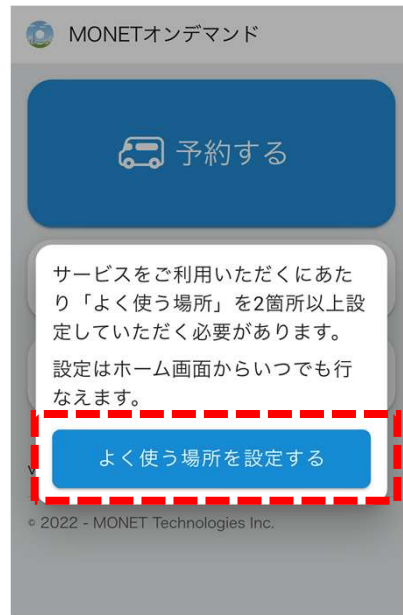 MONETオンデマンド
予約する
サービスをご利用いただくにあた
り「よく使う場所」を2箇所以上設
定していただく必要があります。
設定はホーム画面からいつでも行
なえます。
よく使う場所を設定する
© 2022 - MONET Technologies Inc.